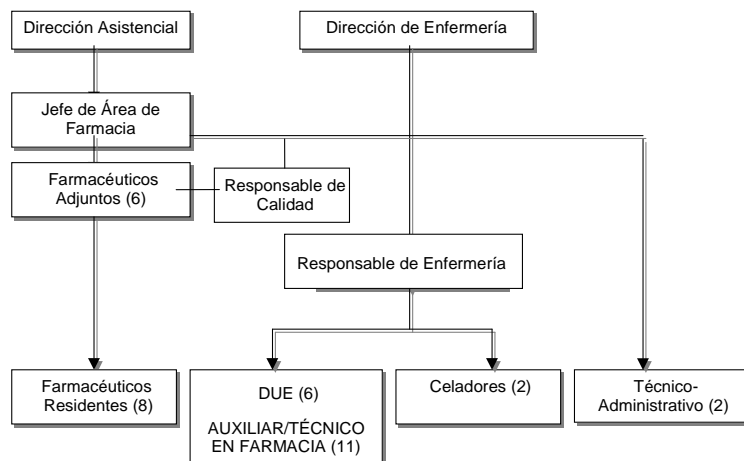 Dirección Asistencial
Dirección de Enfermería
Jefe de Área de
Farmacia
Farmacéuticos
Adjuntos (6)
Responsable de
Calidad
Responsable de Enfermería
Farmacéuticos
Residentes (8)
DUE (6)
AUXILIAR/TÉCNICO
EN FARMACIA (11)
Celadores (2)
Técnico-
Administrativo (2)